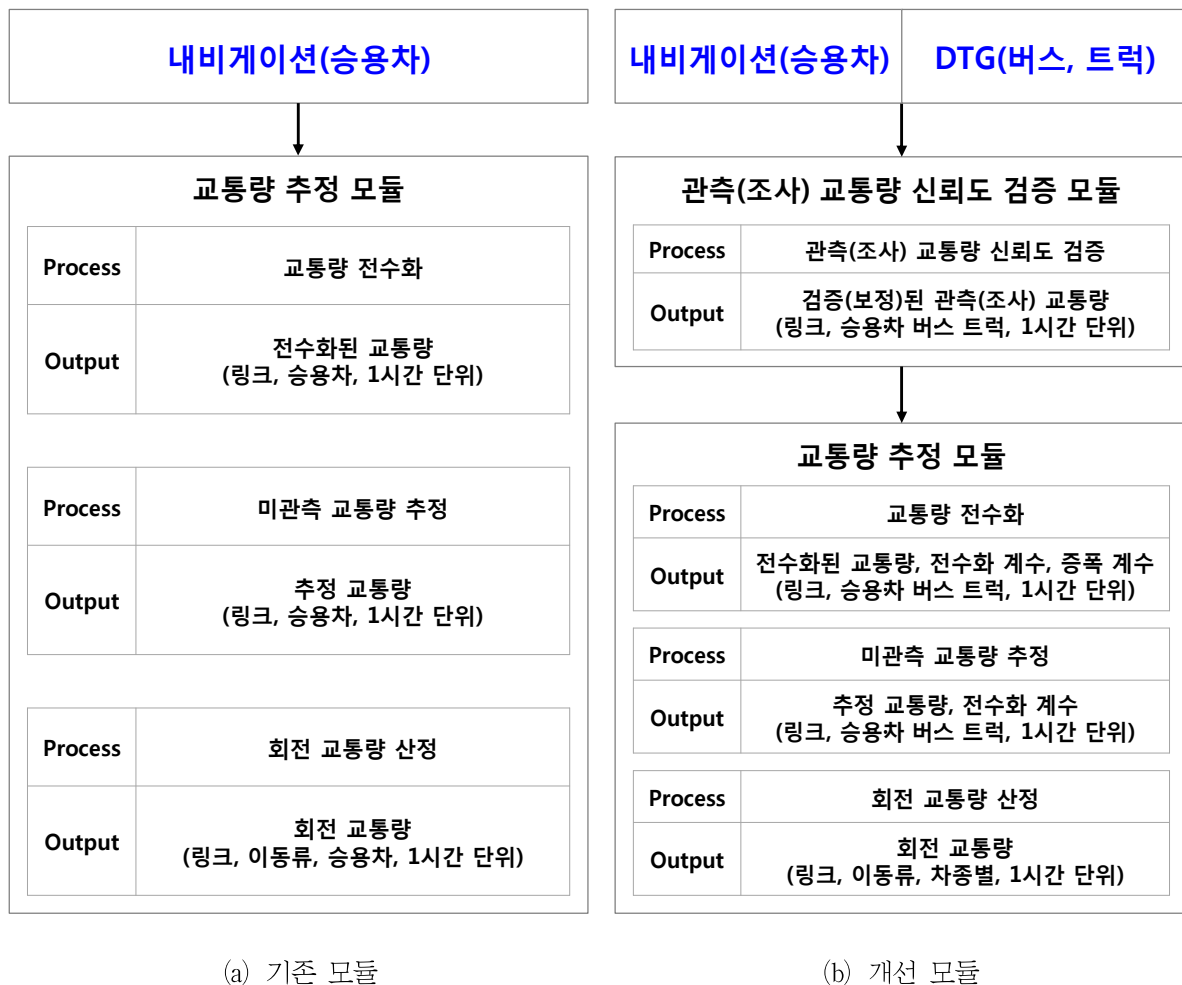 내비게이션(승용차)
교통량 추정 모듈
Process
교통량 전수화
Output
전수화된 교통량
(링크, 승용차, 1시간 단위)
Process
미관측 교통량 추정
Output
추정 교통량
(링크, 승용차, 1시간 단위)
Process
회전 교통량 산정
Output
회전 교통량
(링크, 이동류, 승용차, 1시간 단위)
(a) 기존 모듈
내비게이션(승용차)
DTG(버스, 트럭)
관측(조사) 교통량 신뢰도 검증 모듈
Process
관측(조사) 교통량 신뢰도 검증
Output
검증(보정)된 관측(조사) 교통량
(링크, 승용차 버스 트럭, 1시간 단위)
교통량 추정 모듈
Process
교통량 전수화
Output
전수화된 교통량, 전수화 계수, 증폭 계수
(링크, 승용차 버스 트럭, 1시간 단위)
Process
미관측 교통량 추정
Output
추정 교통량, 전수화 계수
(링크, 승용차 버스 트럭, 1시간 단위)
Process
회전 교통량 산정
Output
회전 교통량
(링크, 이동류, 차종별, 1시간 단위)
(b) 개선 모듈